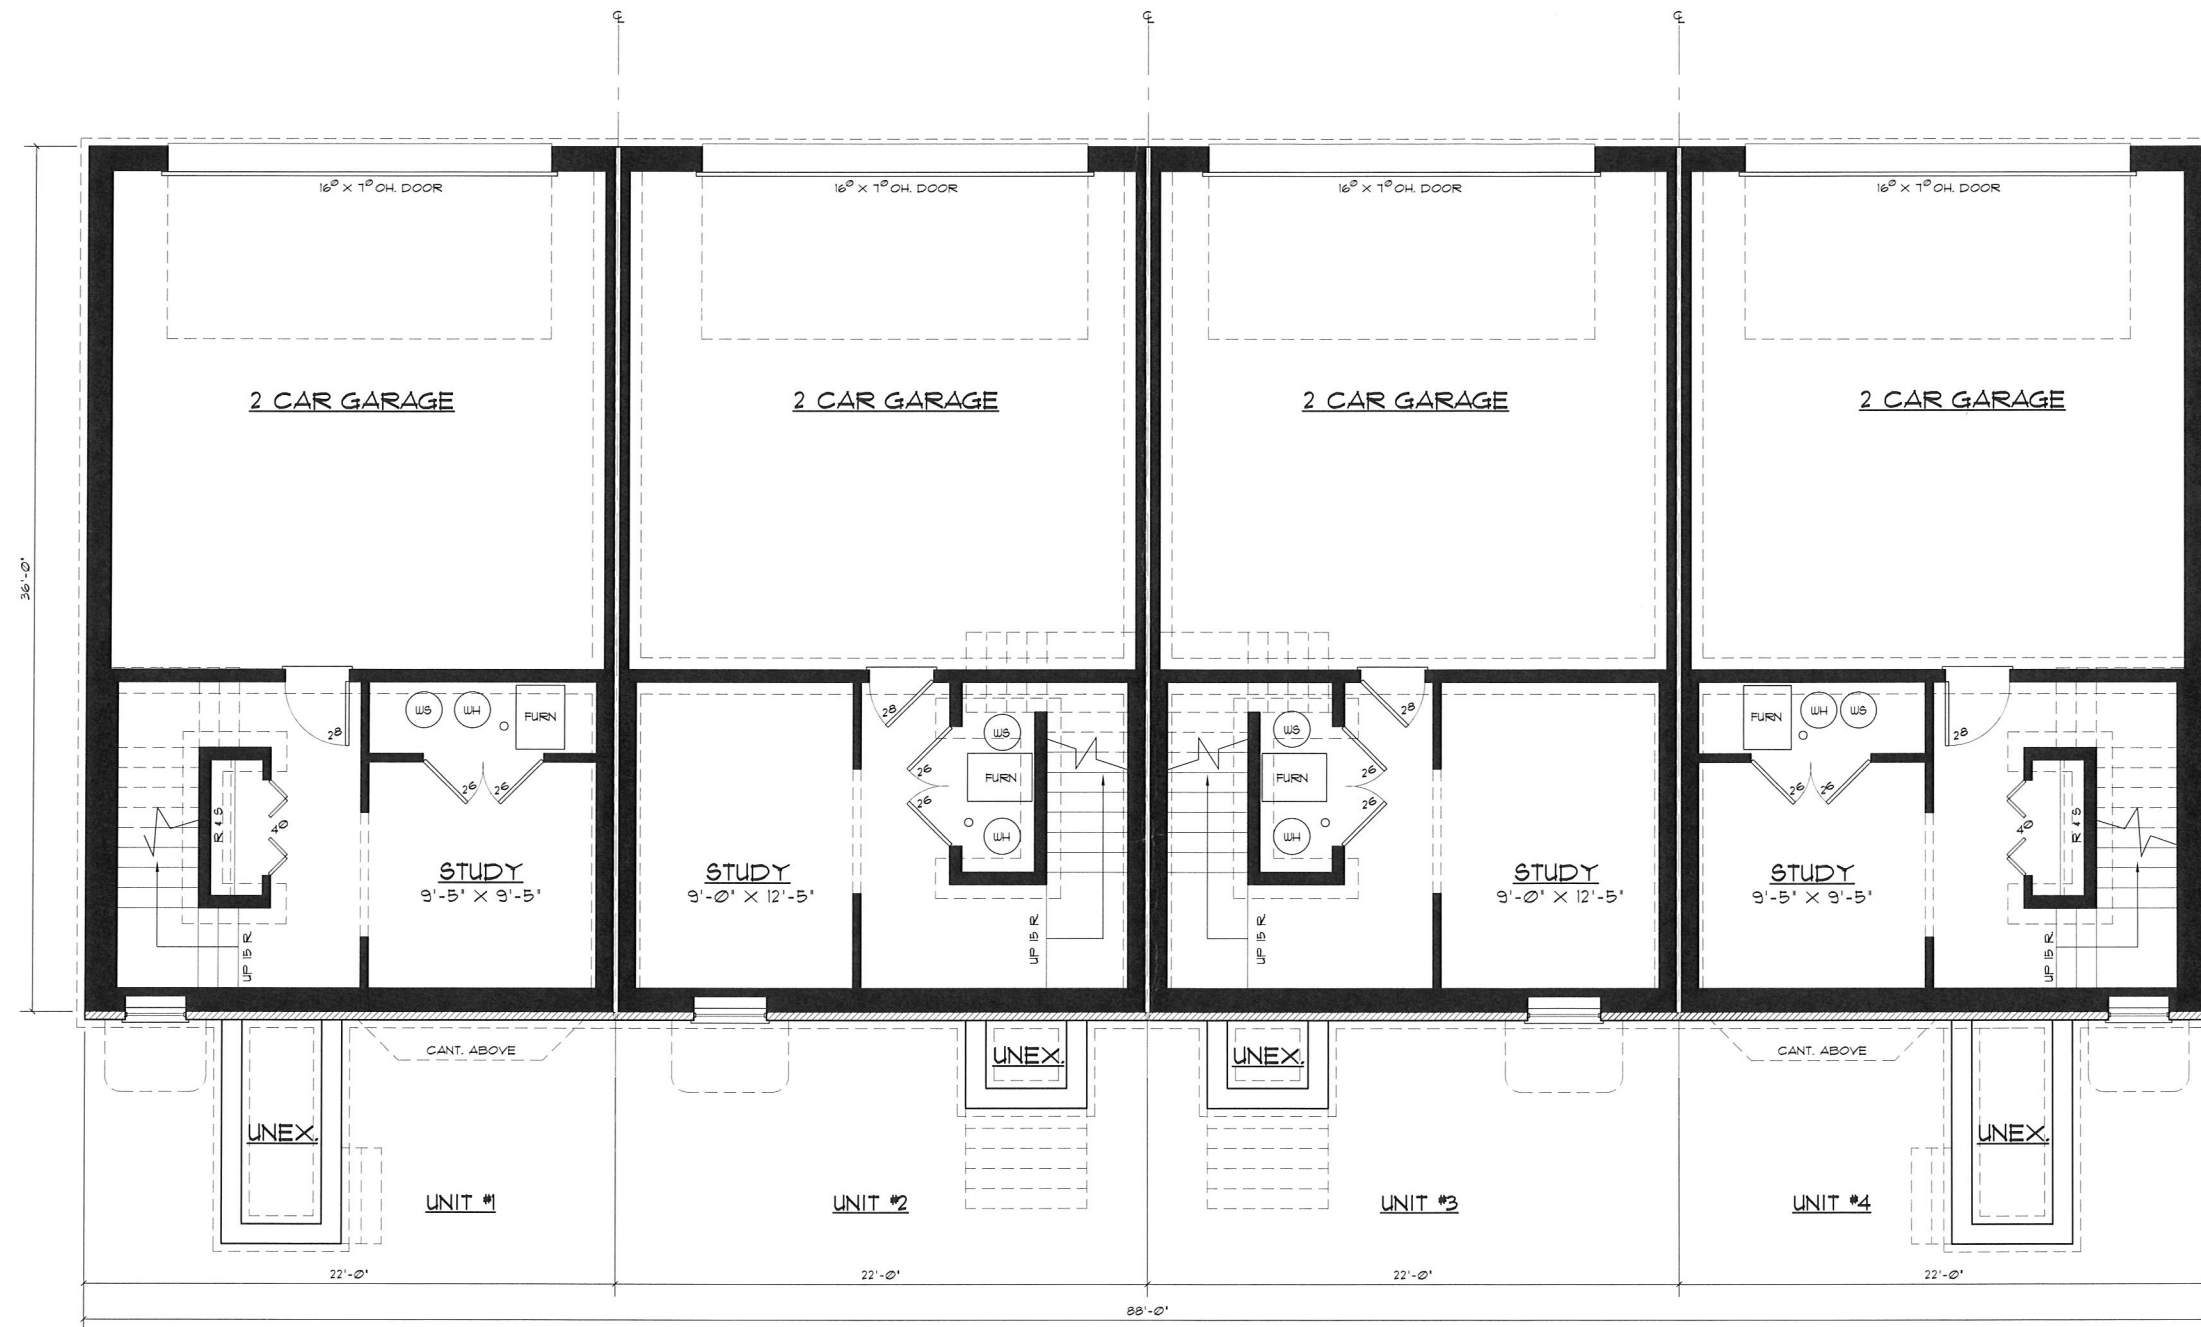 ℄ ℄ ℄
16⁰ X 7⁰ OH. DOOR
16⁰ X 7⁰ OH. DOOR
16⁰ X 7⁰ OH. DOOR
16⁰ X 7⁰ OH. DOOR
2 CAR GARAGE
2 CAR GARAGE
2 CAR GARAGE
2 CAR GARAGE
36'-0"
28
WS
WH
FURN
26
26
R & S
4⁰
STUDY
9'-5" X 9'-5"
UP 15 R.
28
WS
26
FURN
26
WH
STUDY
9'-0" X 12'-5"
UP 15 R.
28
WS
26
FURN
26
WH
STUDY
9'-0" X 12'-5"
UP 15 R.
FURN
WH
WS
28
26
26
4⁰
R & S
STUDY
9'-5" X 9'-5"
UP 15 R.
CANT. ABOVE
UNEX.
UNEX.
CANT. ABOVE
UNEX.
UNEX.
UNIT #1
UNIT #2
UNIT #3
UNIT #4
22'-0"
22'-0"
22'-0"
22'-0"
88'-0"